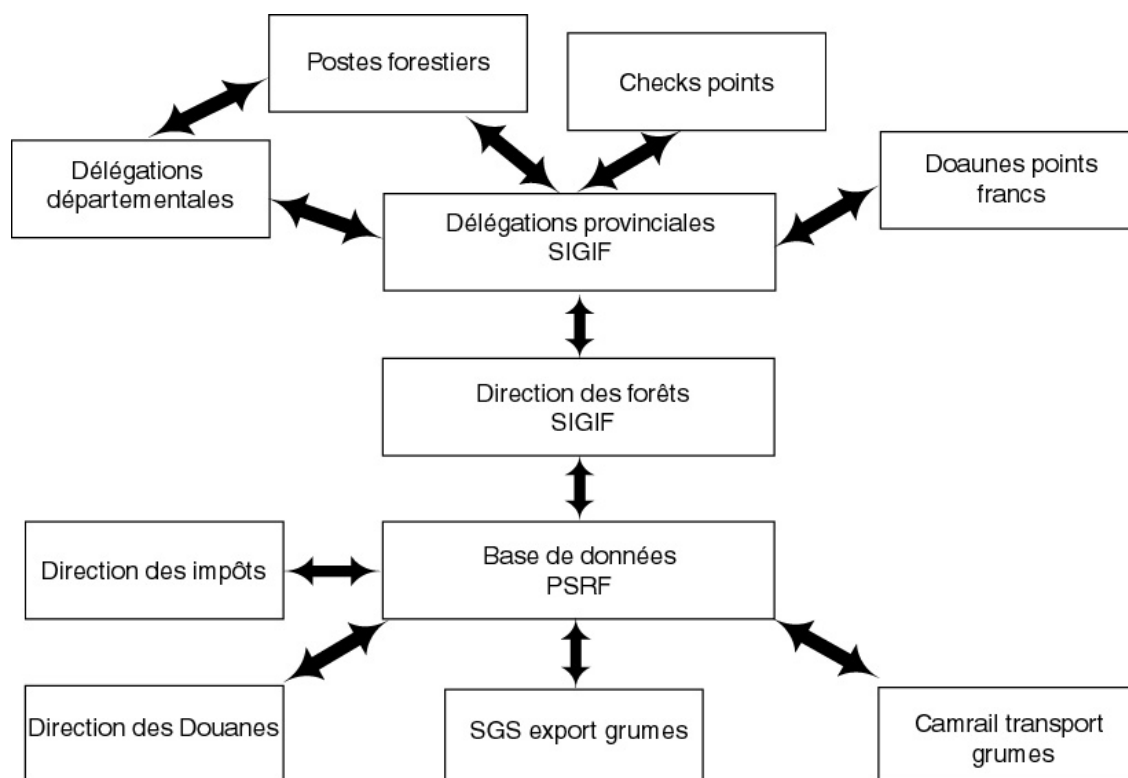 Postes forestiers
Checks points
Délégations
départementales
Doaunes points
francs
Délégations provinciales
SIGIF
Direction des forêts
SIGIF
Direction des impôts
Base de données
PSRF
Direction des Douanes
SGS export grumes
Camrail transport
grumes